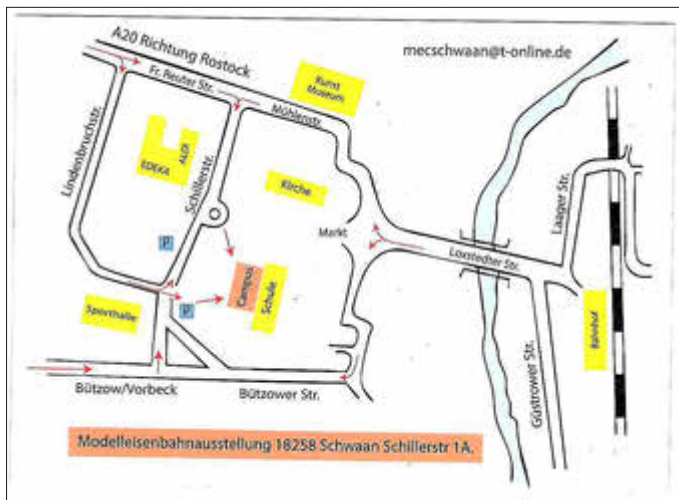 A20 Richtung Rostock
mecschwaan@t-online.de
Fr. Reuter Str.
Kunst
Museum
Mühlenstr.
Lindenbruchstr.
EDEKA
ALDI
Schillerstr.
Kirche
Markt
Laager Str.
Loxstedter Str.
P
Campus
Schule
Sporthalle
P
Bahnhof
Güstrower Str.
Bützow/Vorbeck
Bützower Str.
Modelleisenbahnausstellung 18258 Schwaan Schillerstr 1A,